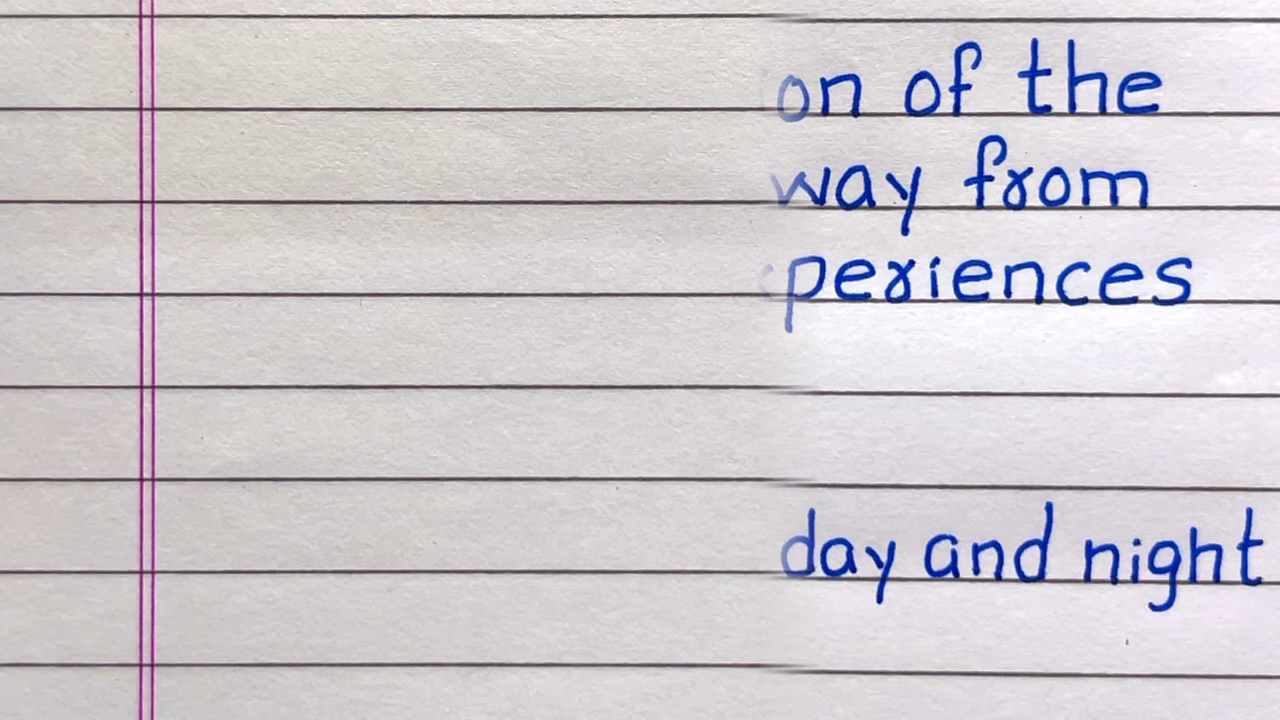 on of the
way from
periences
day and night